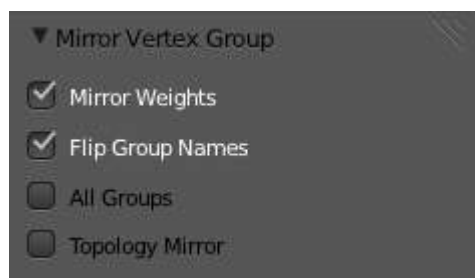 Mirror Vertex Group
Mirror Weights
Flip Group Names
All Groups
Topology Mirror